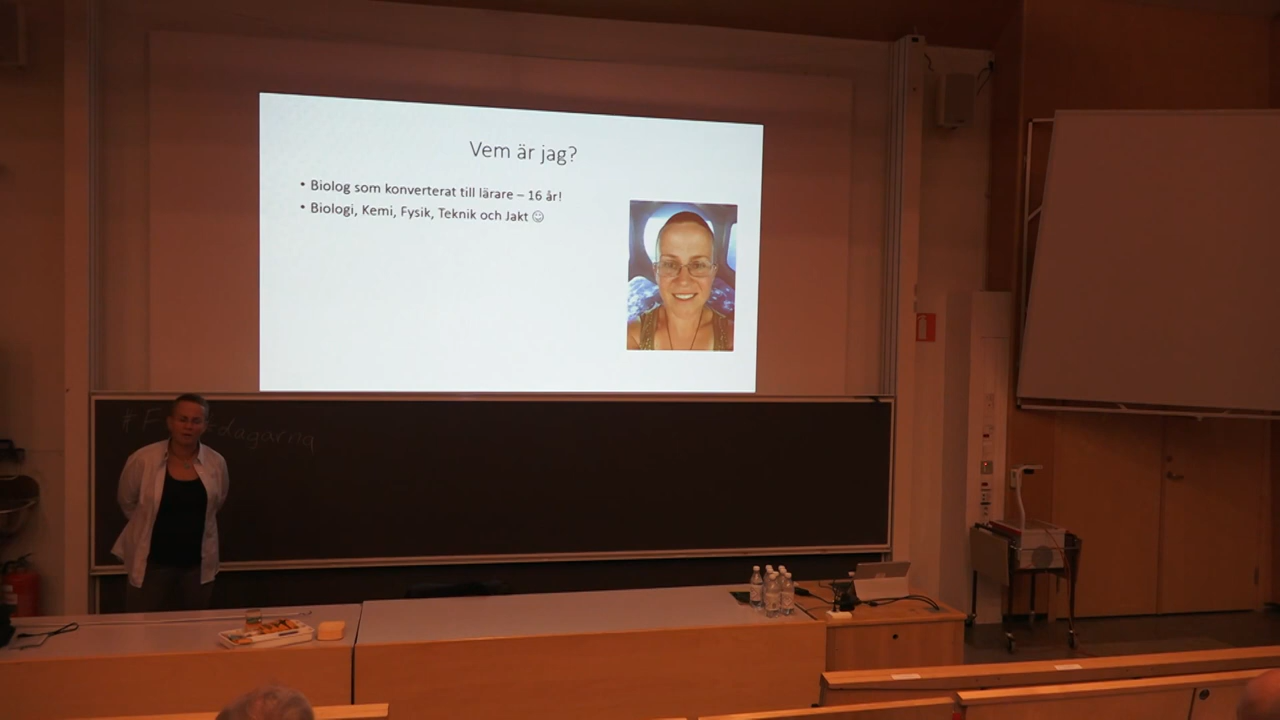 Vem är jag?
• Biolog som konverterat till lärare – 16 år!
• Biologi, Kemi, Fysik, Teknik och Jakt ☺